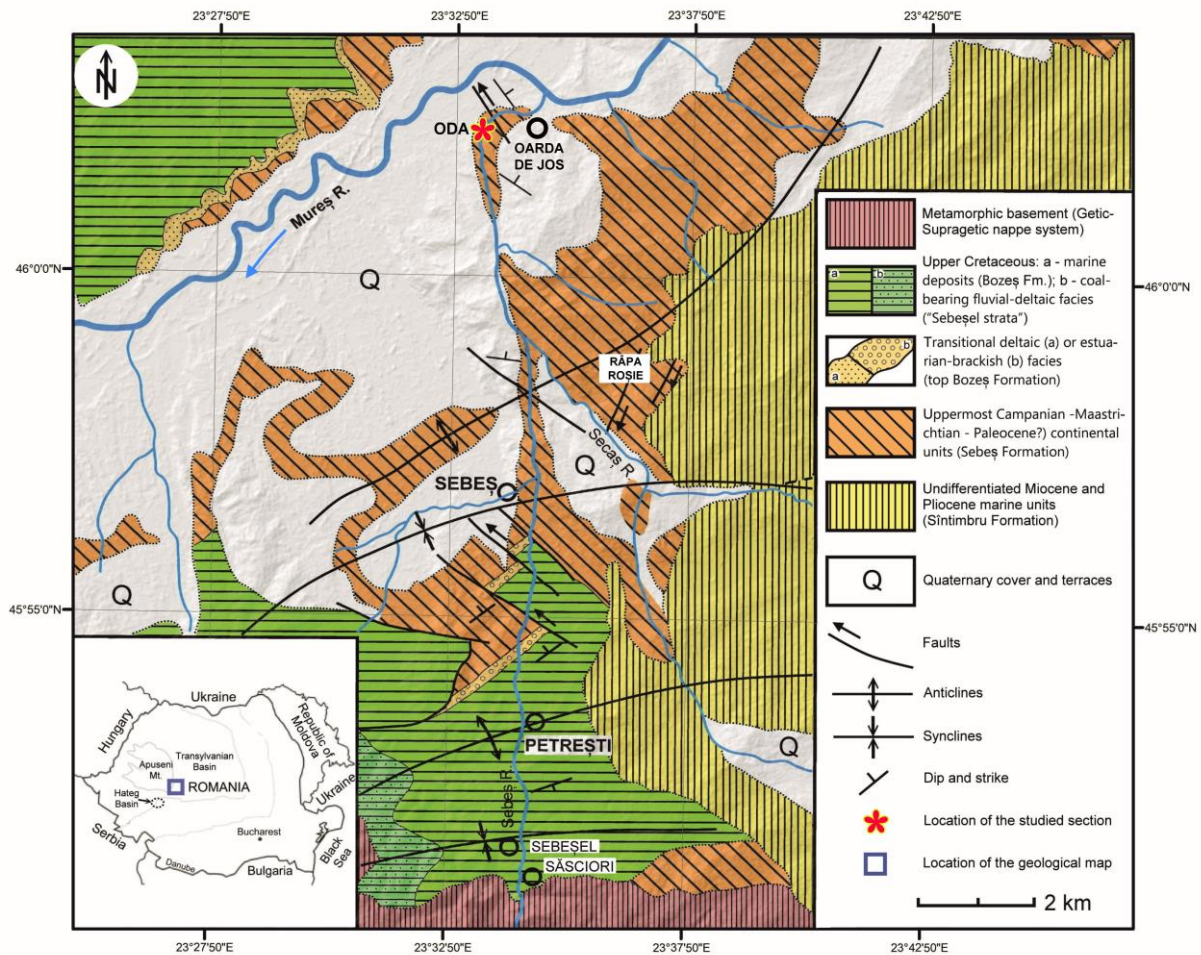 23°27'50"E
23°32'50"E
23°37'50"E
23°42'50"E
N
ODA
OARDA
DE JOS
Mureș R.
46°0'0"N
46°0'0"N
Q
RÂPA
ROȘIE
Secaș R.
Q
SEBEȘ
Q
45°55'0"N
45°55'0"N
PETREȘTI
Q
Sebeș R.
SEBEȘEL
SĂSCIORI
Metamorphic basement (Getic-
Supragetic nappe system)
a
b
Upper Cretaceous: a - marine
deposits (Bozeș Fm.); b - coal-
bearing fluvial-deltaic facies
("Sebeșel strata")
a
b
Transitional deltaic (a) or estua-
rian-brackish (b) facies
(top Bozeș Formation)
Uppermost Campanian -Maastri-
chtian - Paleocene?) continental
units (Sebeș Formation)
Undifferentiated Miocene and
Pliocene marine units
(Sîntimbru Formation)
Q
Quaternary cover and terraces
Faults
Anticlines
Synclines
Dip and strike
Location of the studied section
Location of the geological map
2 km
Ukraine
Hungary
Republic of
Moldova
Transylvanian
Basin
Apuseni
Mt.
ROMANIA
Hateg
Basin
Ukraine
Serbia
Bucharest
Black
Sea
Danube
Bulgaria
23°27'50"E
23°32'50"E
23°37'50"E
23°42'50"E